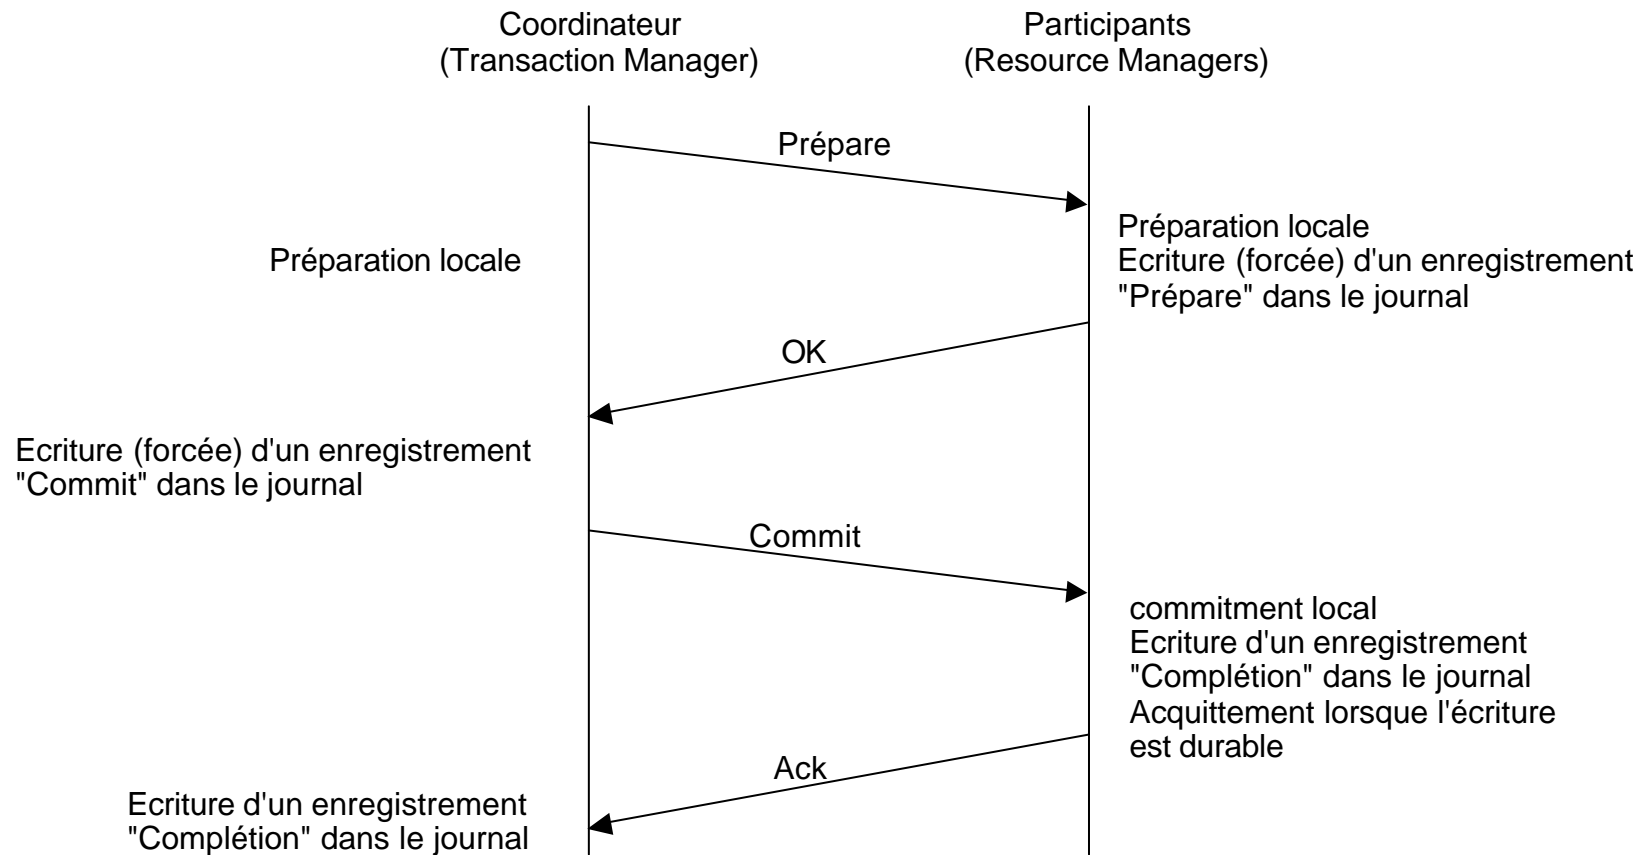 Coordinateur
(Transaction Manager)
Participants
(Resource Managers)
Prépare
Préparation locale
Préparation locale
Ecriture (forcée) d'un enregistrement
"Prépare" dans le journal
OK
Ecriture (forcée) d'un enregistrement
"Commit" dans le journal
Commit
commitment local
Ecriture d'un enregistrement
"Complétion" dans le journal
Acquittement lorsque l'écriture
est durable
Ack
Ecriture d'un enregistrement
"Complétion" dans le journal